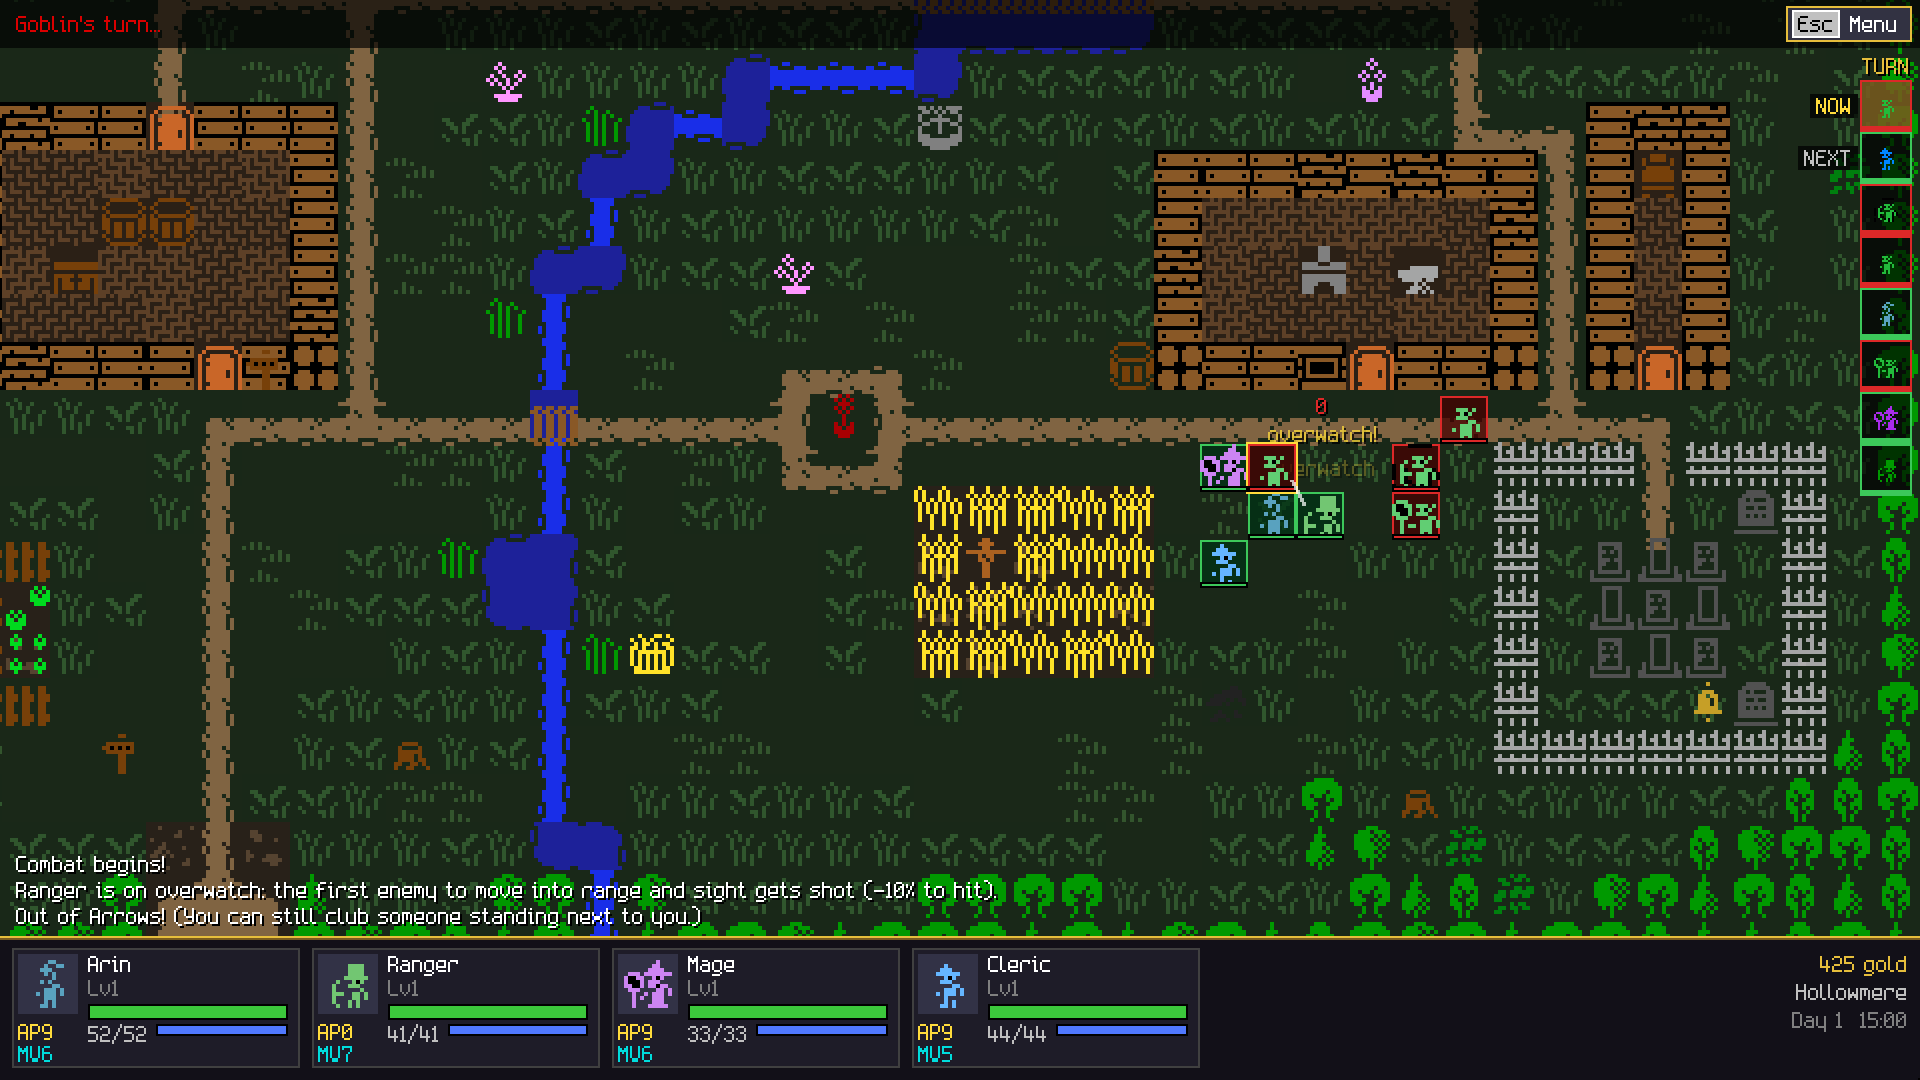 Goblin's turn...
Esc Menu
TURN
NOW
NEXT
0
overwatch!
erwatch
Combat begins!
Ranger is on overwatch: the first enemy to move into range and sight gets shot (-10% to hit).
Out of Arrows! (You can still club someone standing next to you.)
Arin
Lv1
AP9 52/52
MV6
Ranger
Lv1
AP0 41/41
MV7
Mage
Lv1
AP9 33/33
MV6
Cleric
Lv1
AP9 44/44
MV5
425 gold
Hollowmere
Day 1 15:00